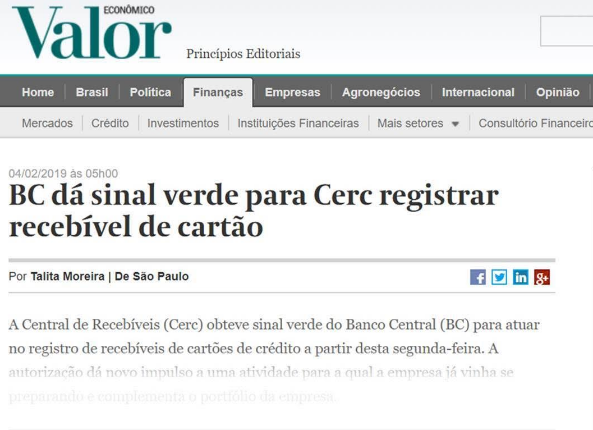 ECONÔMICO
Valor
Princípios Editoriais
Home Brasil Política Finanças Empresas Agronegócios Internacional Opinião
Mercados Crédito Investimentos Instituições Financeiras Mais setores Consultório Financeiro
04/02/2019 às 05h00
BC dá sinal verde para Cerc registrar
recebível de cartão
Por Talita Moreira | De São Paulo
f in g+
A Central de Recebíveis (Cerc) obteve sinal verde do Banco Central (BC) para atuar
no registro de recebíveis de cartões de crédito a partir desta segunda-feira. A
autorização dá novo impulso a uma atividade para a qual a empresa já vinha se
preparando e complementa o portfólio da empresa.